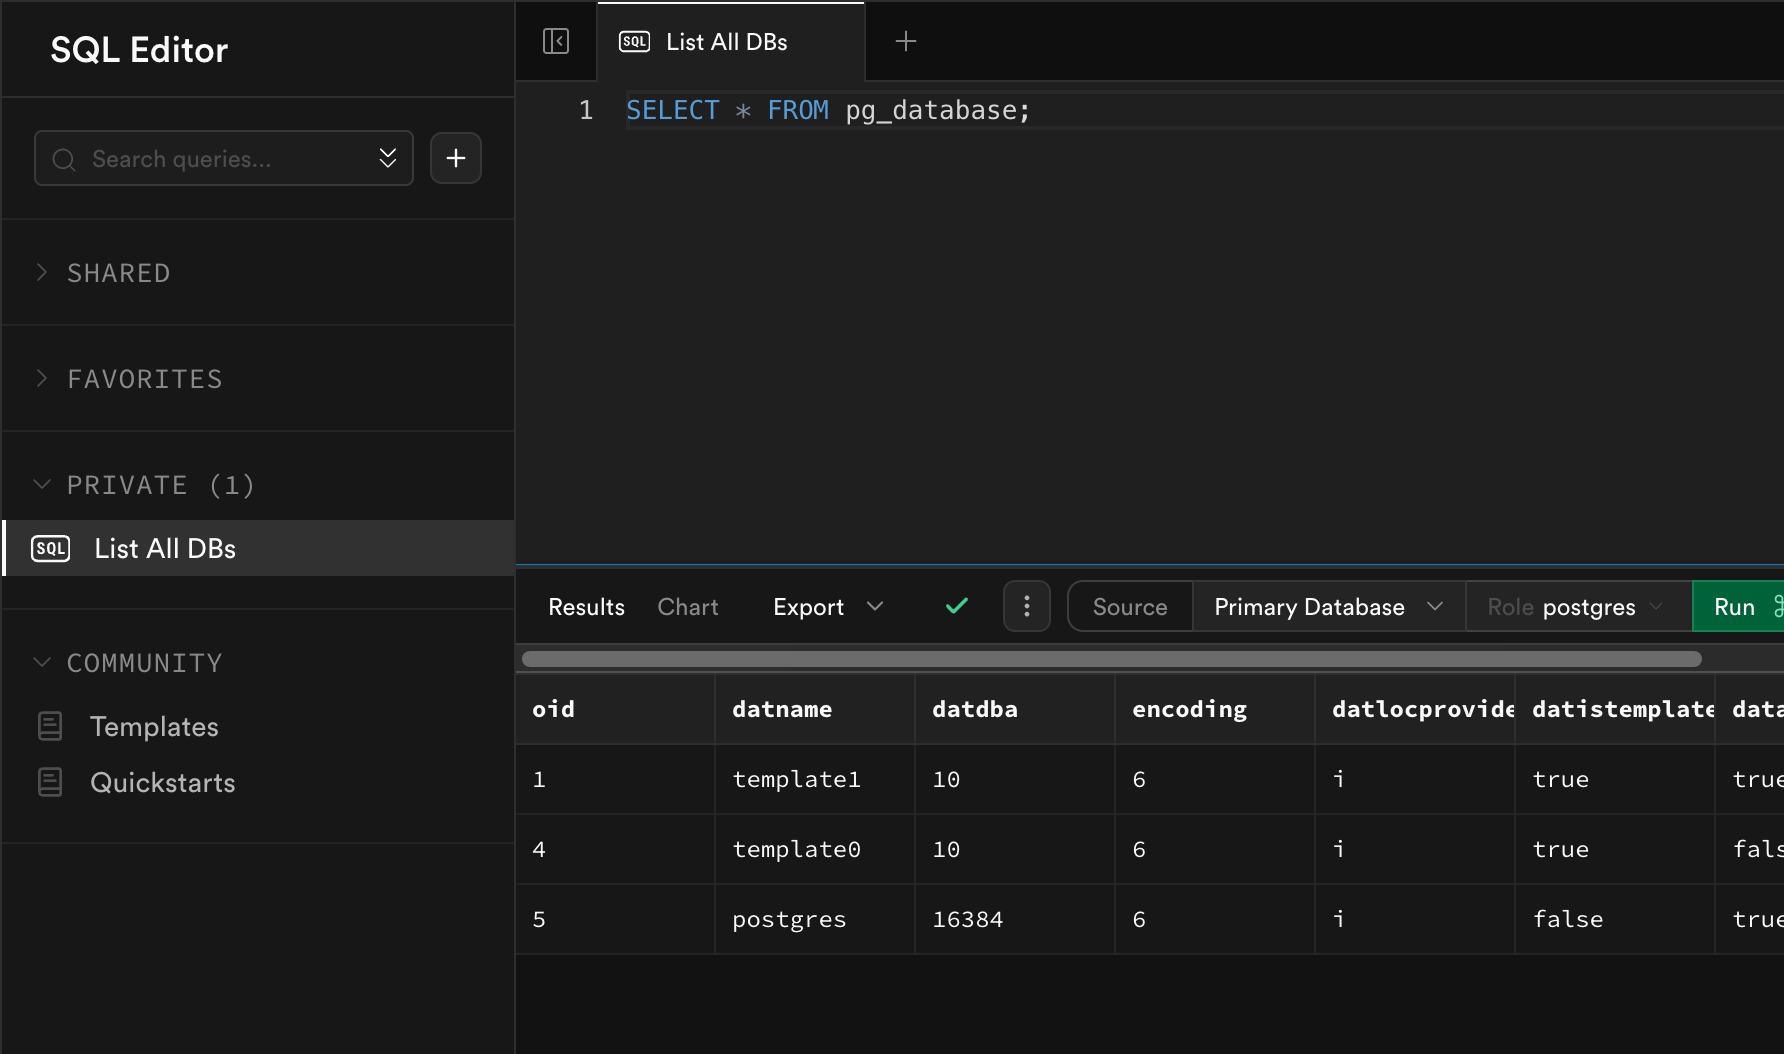 SQL Editor
SQL List All DBs
Search queries...
1 SELECT * FROM pg_database;
SHARED
FAVORITES
PRIVATE (1)
SQL List All DBs
COMMUNITY
Templates
Quickstarts
Results Chart Export Source Primary Database Role postgres Run ⌘
oid datname datdba encoding datlocprovide datistemplate data
1 template1 10 6 i true true
4 template0 10 6 i true fals
5 postgres 16384 6 i false true